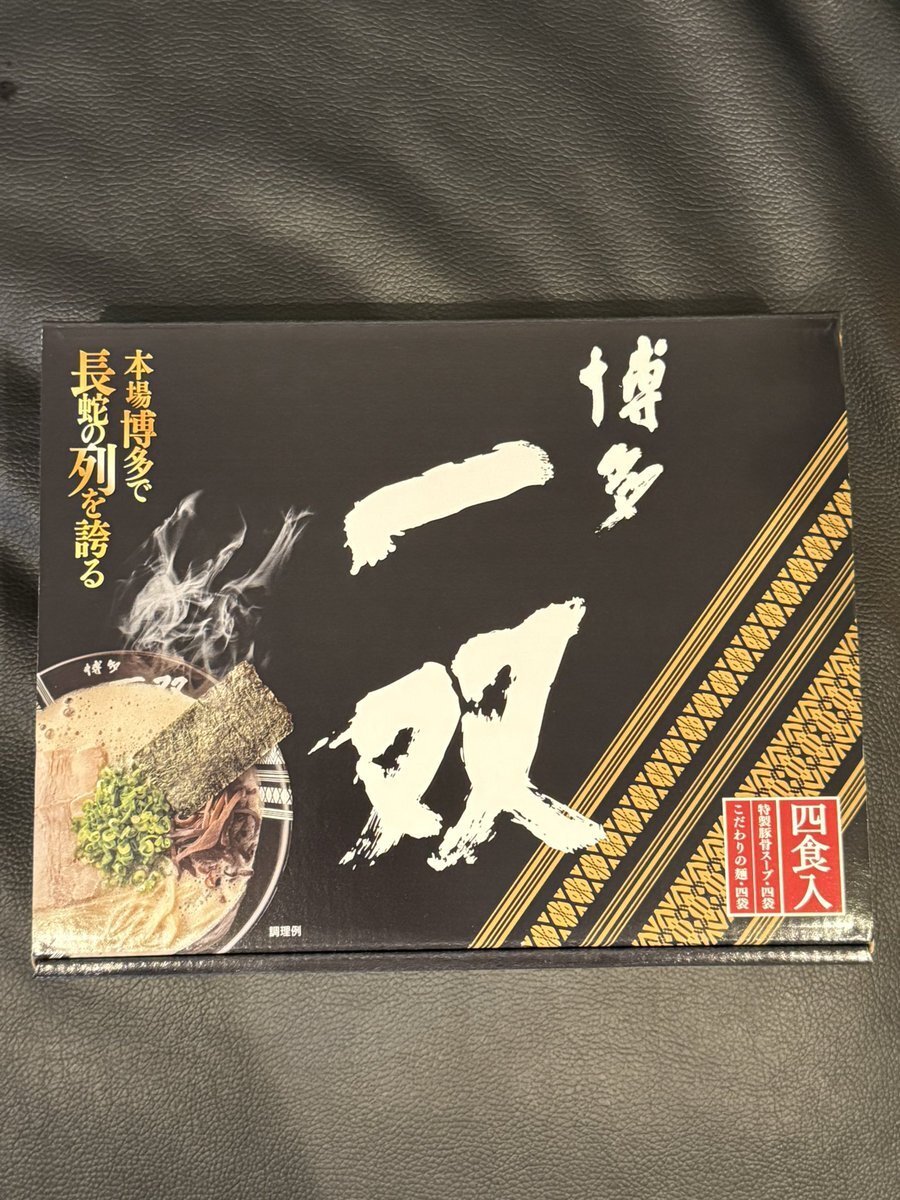 博多
一双
本場博多で
長蛇の列を誇る
博多
一双
調理例
四食入
特製豚骨スープ・四袋
こだわりの麺・四袋